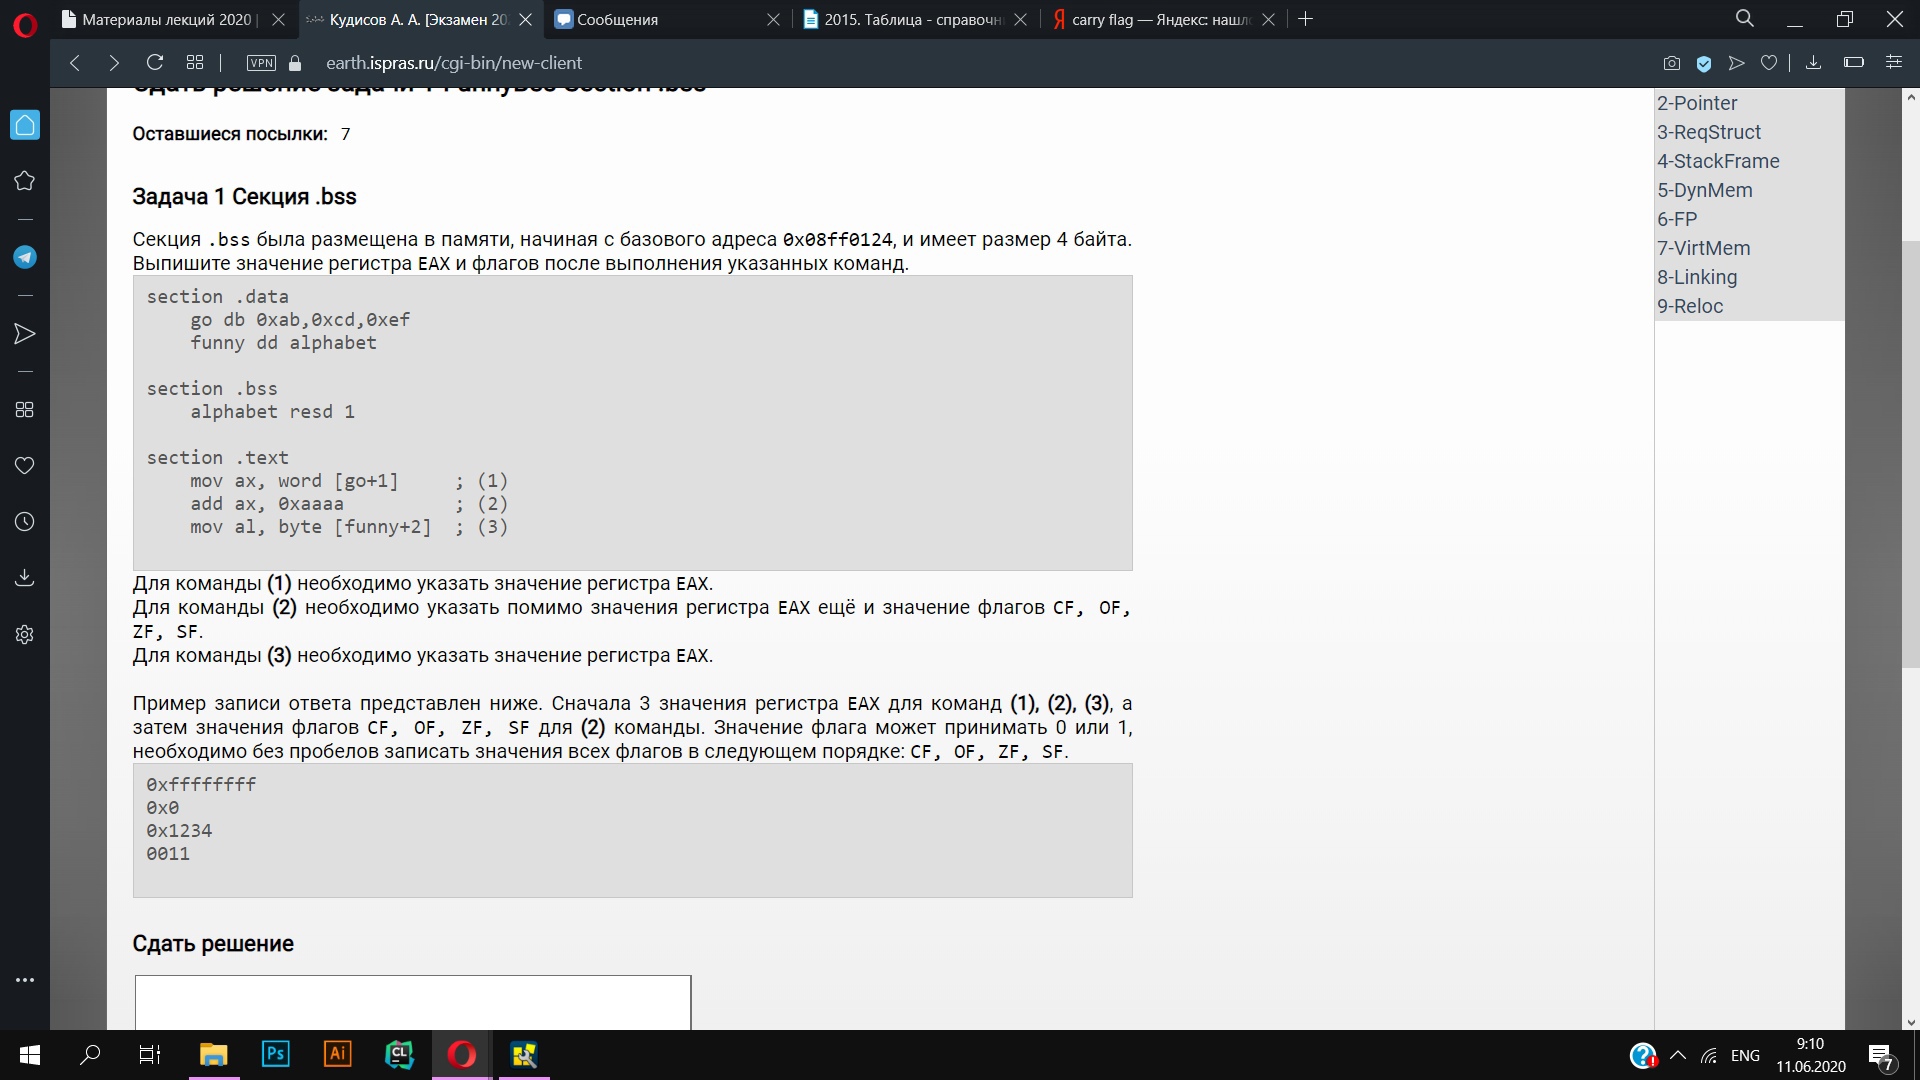 Материалы лекций 2020 |
Кудисов А. А. [Экзамен 20
Сообщения
2015. Таблица - справочн
carry flag — Яндекс: нашл
VPN
earth.ispras.ru/cgi-bin/new-client
Оставшиеся посылки: 7
Задача 1 Секция .bss
Секция .bss была размещена в памяти, начиная с базового адреса 0x08ff0124, и имеет размер 4 байта.
Выпишите значение регистра EAX и флагов после выполнения указанных команд.
section .data
go db 0xab,0xcd,0xef
funny dd alphabet
section .bss
alphabet resd 1
section .text
mov ax, word [go+1] ; (1)
add ax, 0xaaaa ; (2)
mov al, byte [funny+2] ; (3)
Для команды (1) необходимо указать значение регистра EAX.
Для команды (2) необходимо указать помимо значения регистра EAX ещё и значение флагов CF, OF,
ZF, SF.
Для команды (3) необходимо указать значение регистра EAX.
Пример записи ответа представлен ниже. Сначала 3 значения регистра EAX для команд (1), (2), (3), а
затем значения флагов CF, OF, ZF, SF для (2) команды. Значение флага может принимать 0 или 1,
необходимо без пробелов записать значения всех флагов в следующем порядке: CF, OF, ZF, SF.
0xffffffff
0x0
0x1234
0011
Сдать решение
2-Pointer
3-ReqStruct
4-StackFrame
5-DynMem
6-FP
7-VirtMem
8-Linking
9-Reloc
Ps
Ai
CL
ENG
9:10
11.06.2020
7